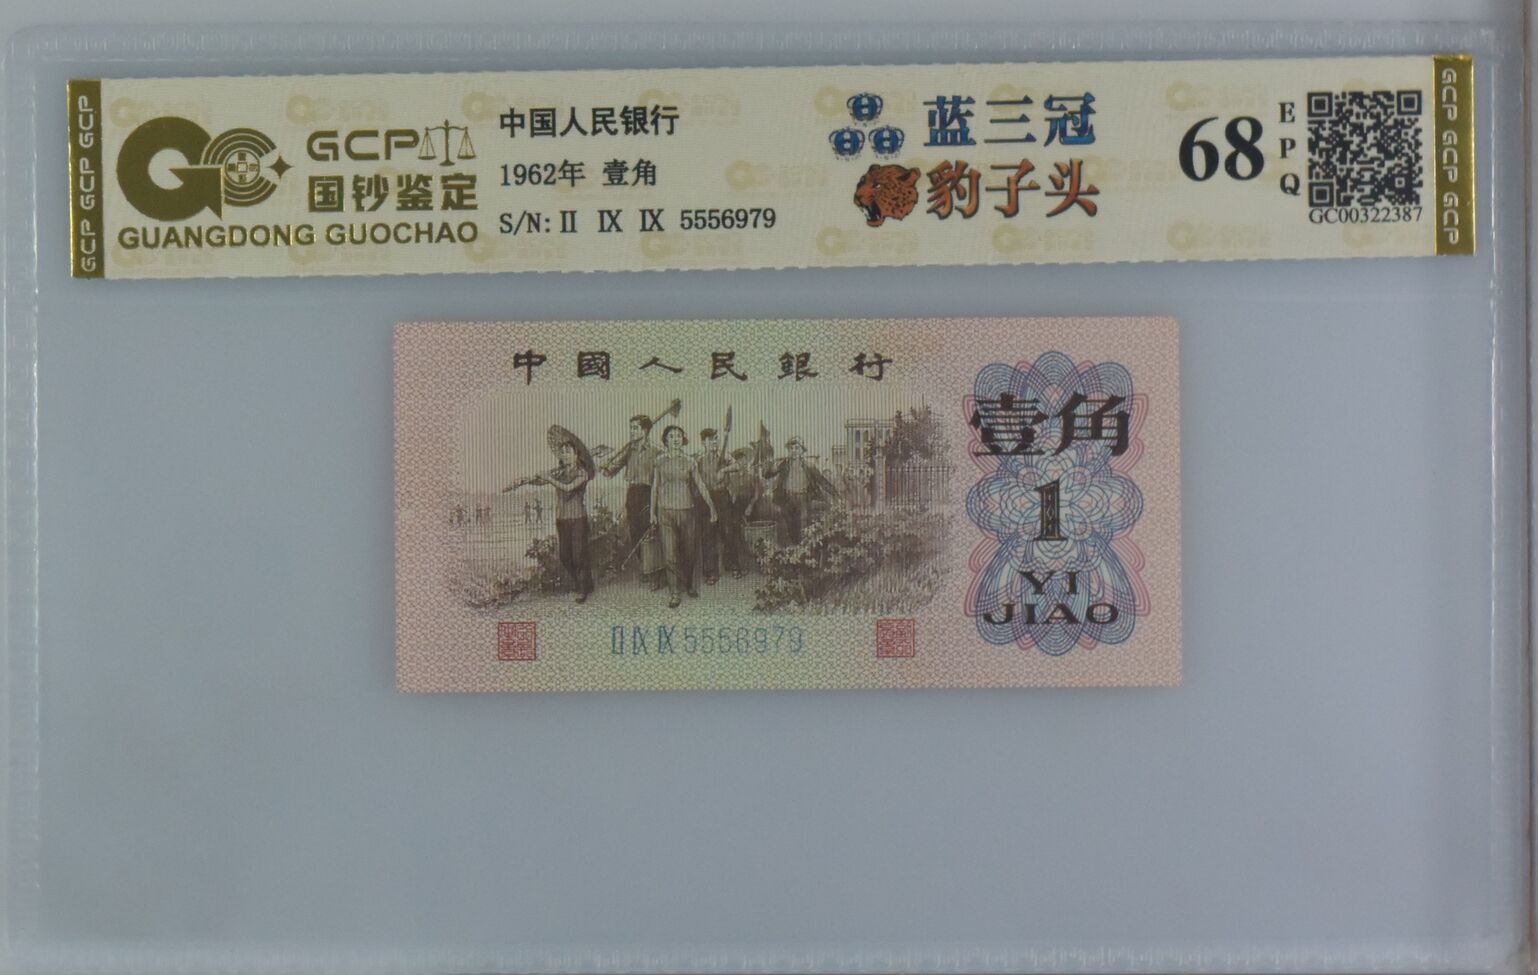 GCP GCP GCP
GCP
国钞鉴定
GUANGDONG GUOCHAO
中国人民银行
1962年 壹角
S/N: II IX IX 5556979
蓝三冠
豹子头
68
EPQ
GC00322387
GCP GCP GCP
中國人民銀行
壹角
1
YI
JIAO
II IX IX 5556979